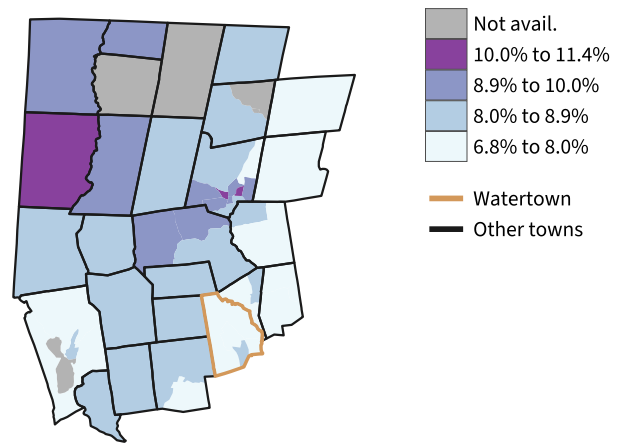 Not avail.
10.0% to 11.4%
8.9% to 10.0%
8.0% to 8.9%
6.8% to 8.0%
Watertown
Other towns